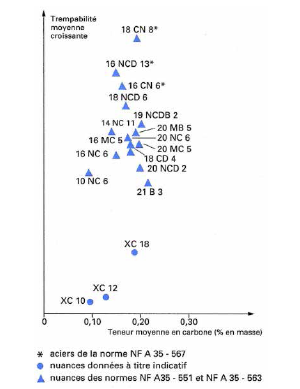 Trempabilité
moyenne
croissante
18 CN 8*
16 NCD 13*
16 CN 6*
18 NCD 6
19 NCDB 2
14 NC 11
20 MB 5
20 NC 6
16 MC 5
20 MC 5
16 NC 6
18 CD 4
20 NCD 2
10 NC 6
21 B 3
XC 18
XC 12
XC 10
0 0,10 0,20 0,30
Teneur moyenne en carbone (% en masse)
* aciers de la norme NF A 35 - 567
nuances données à titre indicatif
nuances des normes NF A35 - 551 et NF A 35 - 563